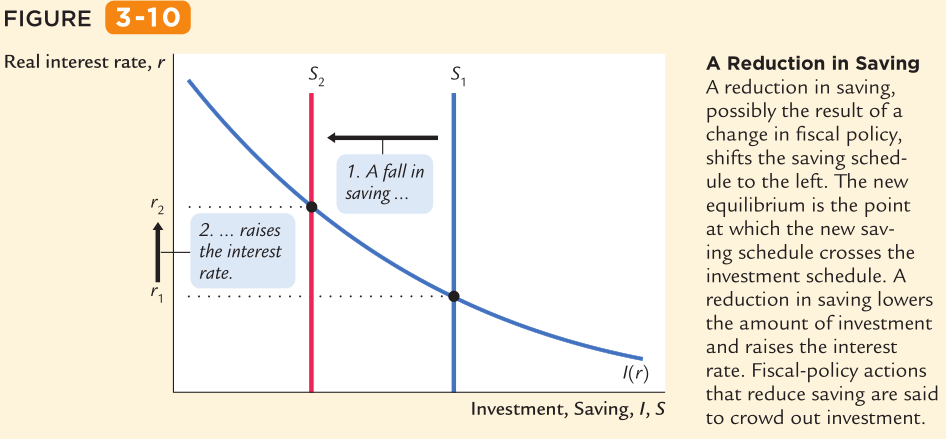 FIGURE 3-10
Real interest rate, r
S2
S1
1. A fall in
saving ...
r2
2. ... raises
the interest
rate.
r1
I(r)
Investment, Saving, I, S
A Reduction in Saving
A reduction in saving,
possibly the result of a
change in fiscal policy,
shifts the saving sched-
ule to the left. The new
equilibrium is the point
at which the new sav-
ing schedule crosses the
investment schedule. A
reduction in saving lowers
the amount of investment
and raises the interest
rate. Fiscal-policy actions
that reduce saving are said
to crowd out investment.